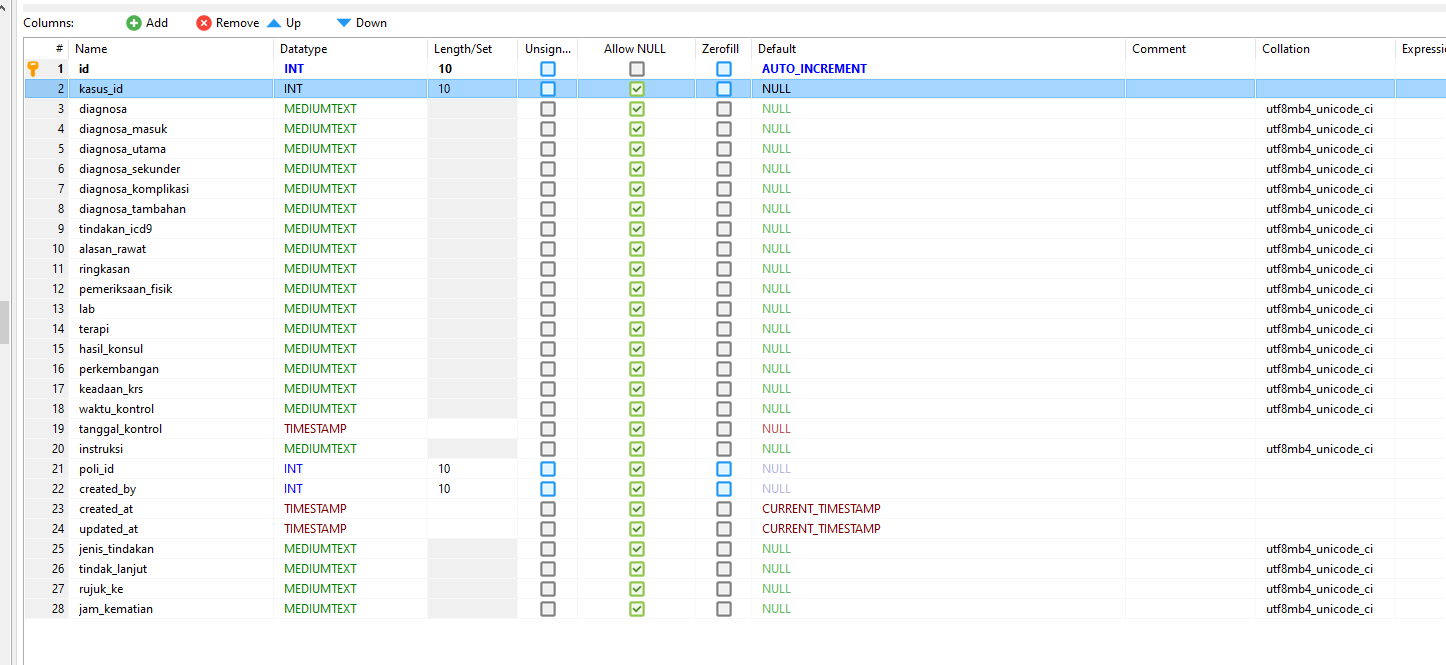 Columns: Add Remove Up Down
# Name Datatype Length/Set Unsign... Allow NULL Zerofill Default Comment Collation Expressi
1 id INT 10 AUTO_INCREMENT
2 kasus_id INT 10 NULL
3 diagnosa MEDIUMTEXT NULL utf8mb4_unicode_ci
4 diagnosa_masuk MEDIUMTEXT NULL utf8mb4_unicode_ci
5 diagnosa_utama MEDIUMTEXT NULL utf8mb4_unicode_ci
6 diagnosa_sekunder MEDIUMTEXT NULL utf8mb4_unicode_ci
7 diagnosa_komplikasi MEDIUMTEXT NULL utf8mb4_unicode_ci
8 diagnosa_tambahan MEDIUMTEXT NULL utf8mb4_unicode_ci
9 tindakan_icd9 MEDIUMTEXT NULL utf8mb4_unicode_ci
10 alasan_rawat MEDIUMTEXT NULL utf8mb4_unicode_ci
11 ringkasan MEDIUMTEXT NULL utf8mb4_unicode_ci
12 pemeriksaan_fisik MEDIUMTEXT NULL utf8mb4_unicode_ci
13 lab MEDIUMTEXT NULL utf8mb4_unicode_ci
14 terapi MEDIUMTEXT NULL utf8mb4_unicode_ci
15 hasil_konsul MEDIUMTEXT NULL utf8mb4_unicode_ci
16 perkembangan MEDIUMTEXT NULL utf8mb4_unicode_ci
17 keadaan_krs MEDIUMTEXT NULL utf8mb4_unicode_ci
18 waktu_kontrol MEDIUMTEXT NULL utf8mb4_unicode_ci
19 tanggal_kontrol TIMESTAMP NULL
20 instruksi MEDIUMTEXT NULL utf8mb4_unicode_ci
21 poli_id INT 10 NULL
22 created_by INT 10 NULL
23 created_at TIMESTAMP CURRENT_TIMESTAMP
24 updated_at TIMESTAMP CURRENT_TIMESTAMP
25 jenis_tindakan MEDIUMTEXT NULL utf8mb4_unicode_ci
26 tindak_lanjut MEDIUMTEXT NULL utf8mb4_unicode_ci
27 rujuk_ke MEDIUMTEXT NULL utf8mb4_unicode_ci
28 jam_kematian MEDIUMTEXT NULL utf8mb4_unicode_ci